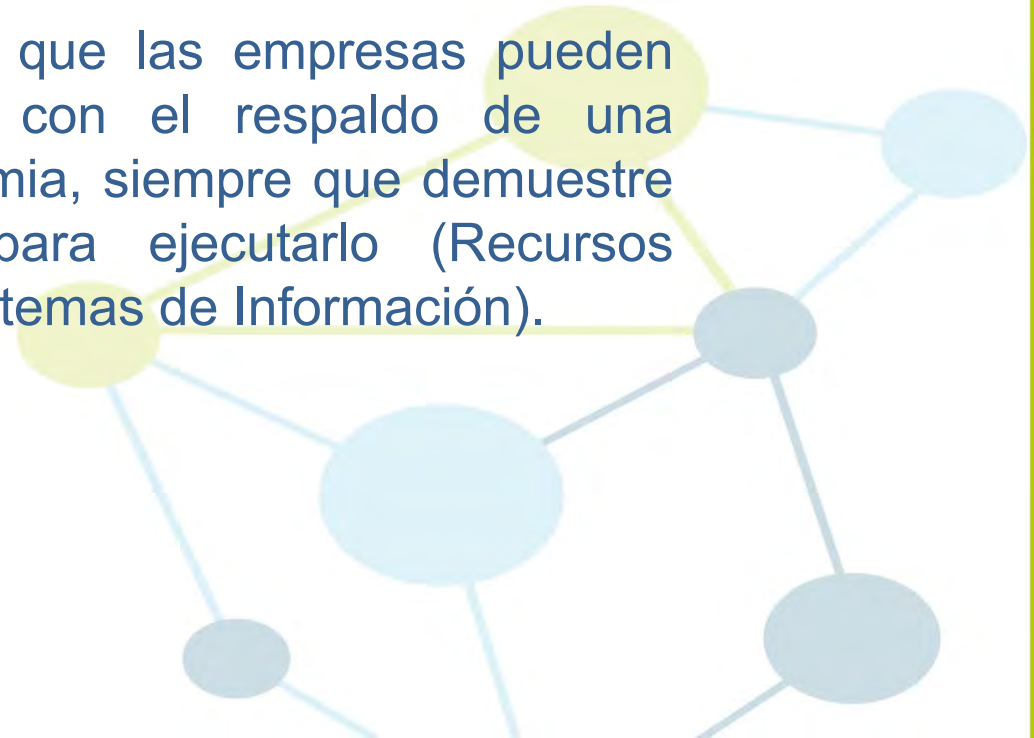 que las empresas pueden
con el respaldo de una
mia, siempre que demuestre
para ejecutarlo (Recursos
temas de Información).